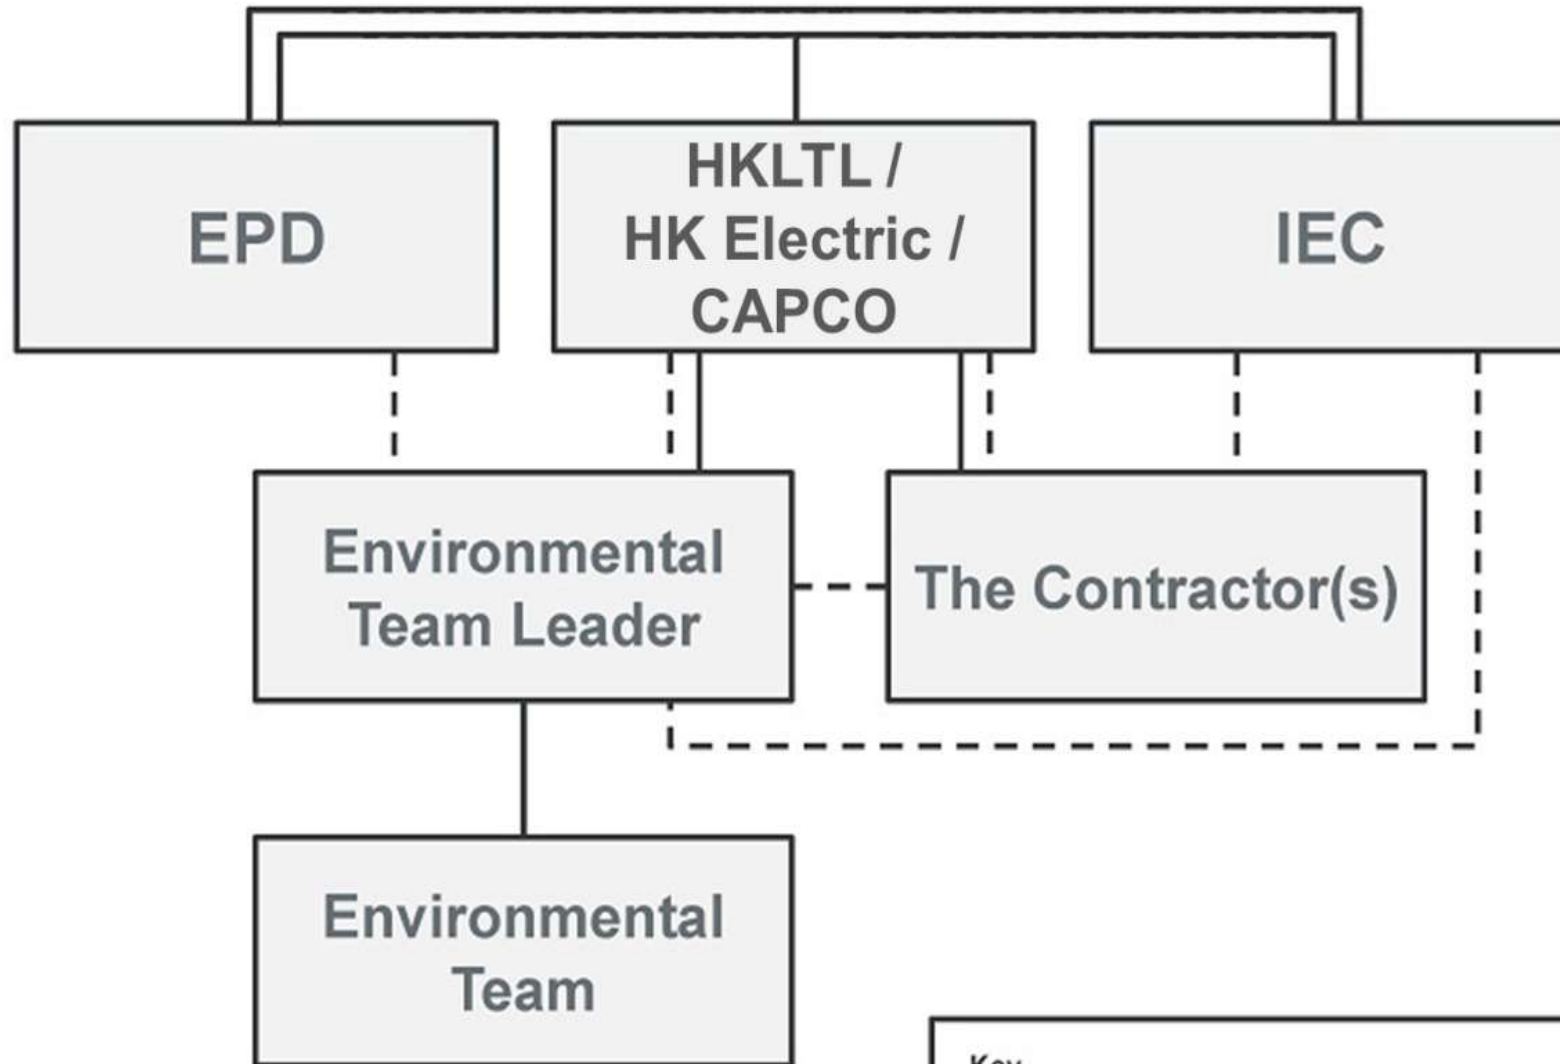 EPD
HKLTL /
HK Electric /
CAPCO
IEC
Environmental
Team Leader
The Contractor(s)
Environmental
Team